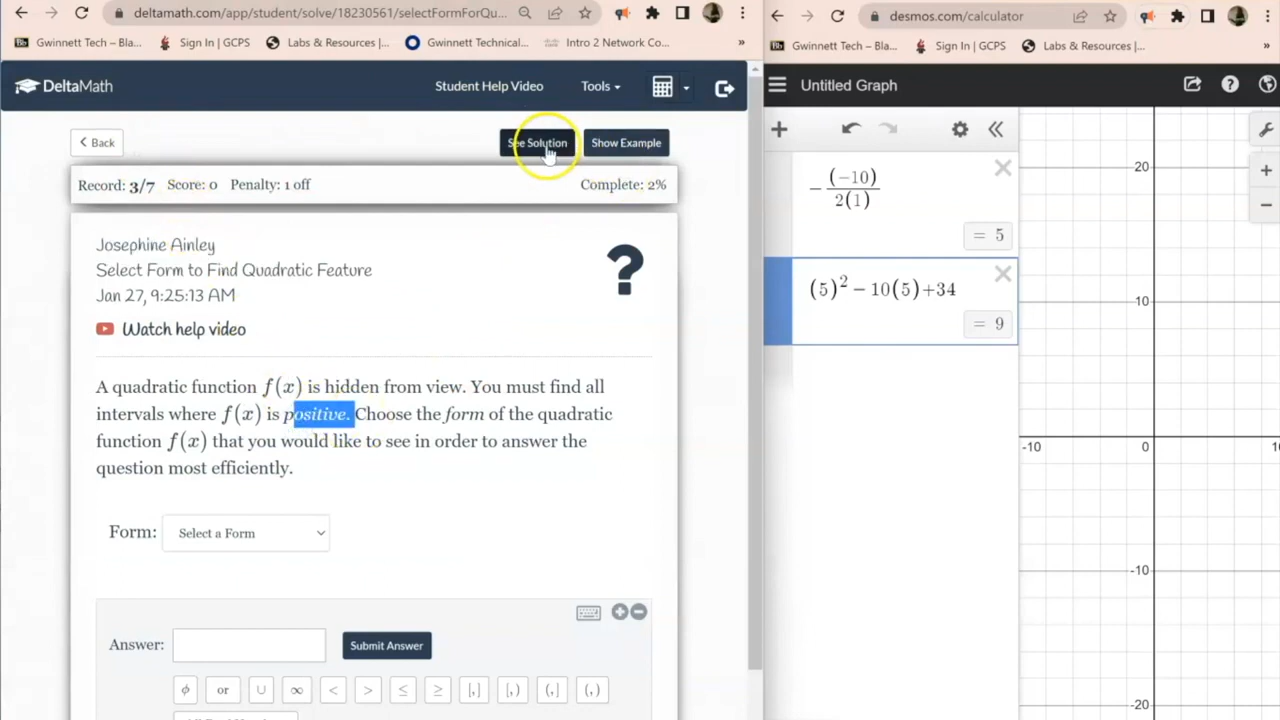 deltamath.com/app/student/solve/18230561/selectFormForQu...
Gwinnett Tech – Bla... Sign In | GCPS Labs & Resources |... Gwinnett Technical... Intro 2 Network Co... »
DeltaMath Student Help Video Tools
Back See Solution Show Example
Record: 3/7 Score: 0 Penalty: 1 off Complete: 2%
Josephine Ainley
Select Form to Find Quadratic Feature
Jan 27, 9:25:13 AM
Watch help video
?
A quadratic function f(x) is hidden from view. You must find all
intervals where f(x) is positive. Choose the form of the quadratic
function f(x) that you would like to see in order to answer the
question most efficiently.
Form: Select a Form
Answer: Submit Answer
ϕ or ∪ ∞ < > ≤ ≥ [,] [,) (,] (,)
desmos.com/calculator
Gwinnett Tech – Bla... Sign In | GCPS Labs & Resources |... »
Untitled Graph
−(−10)/2(1)
= 5
(5)² − 10(5)+34
= 9
20
10
-10 0 10
-10
-20